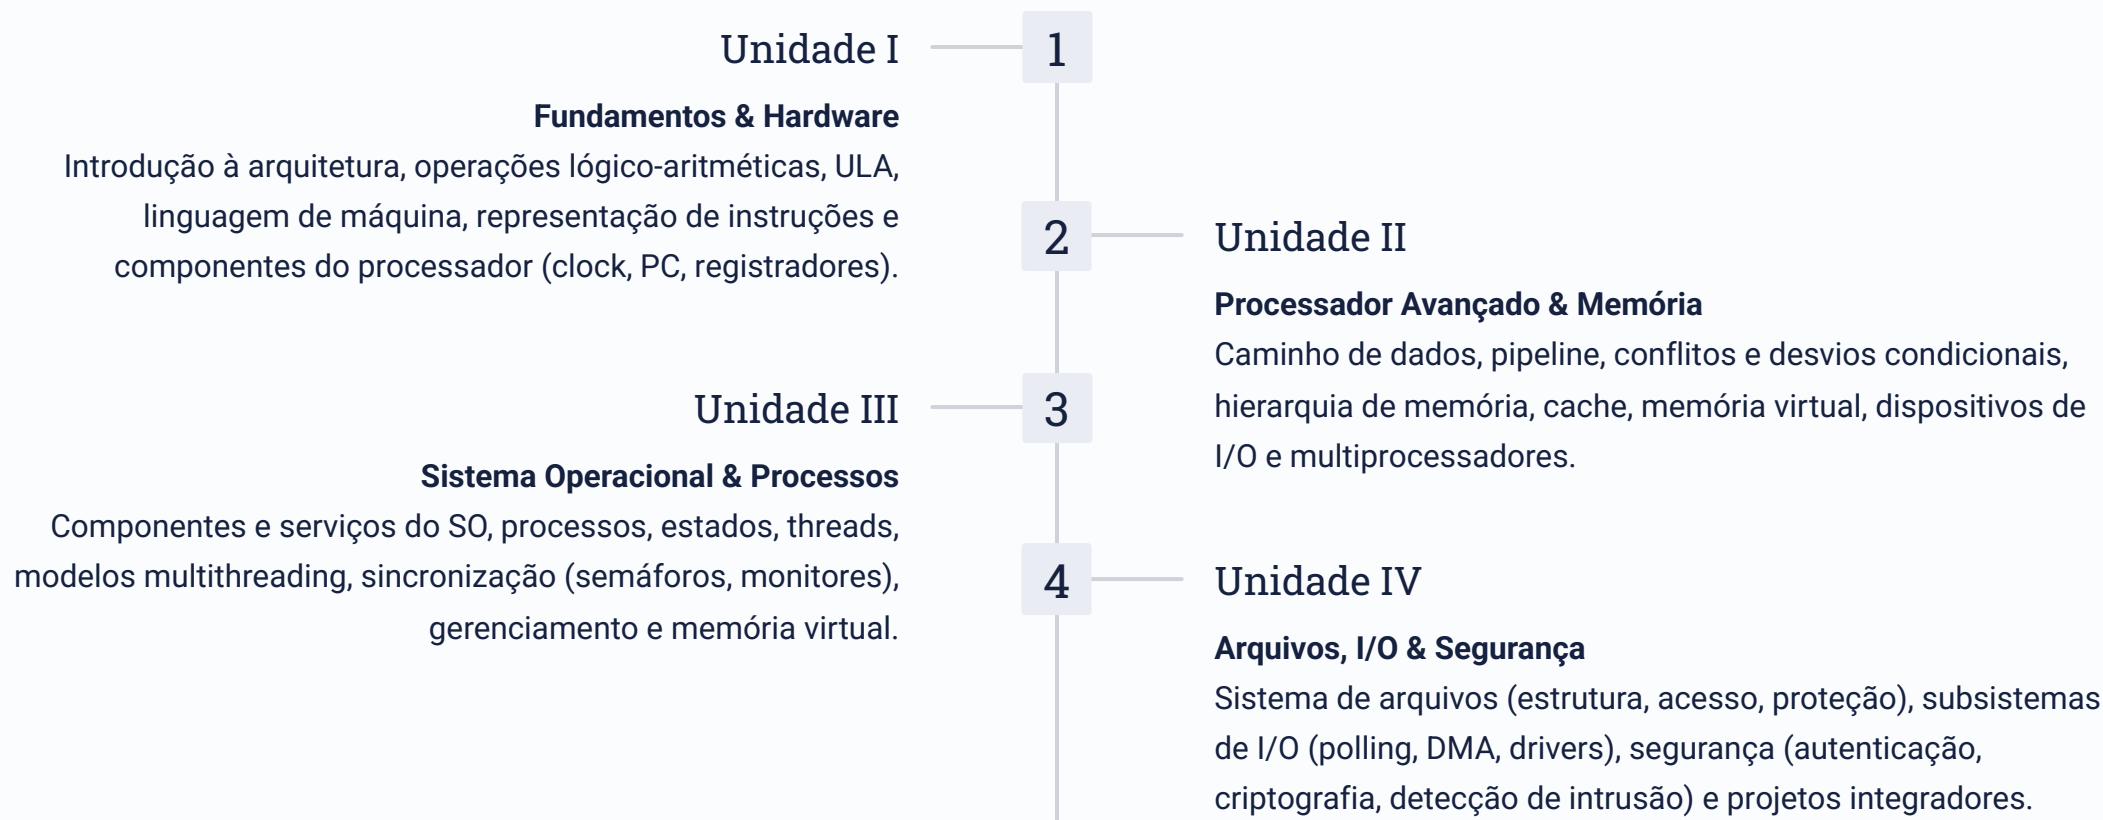 Unidade I
1
Fundamentos & Hardware
Introdução à arquitetura, operações lógico-aritméticas, ULA,
linguagem de máquina, representação de instruções e
componentes do processador (clock, PC, registradores).
2
Unidade II
Processador Avançado & Memória
Caminho de dados, pipeline, conflitos e desvios condicionais,
hierarquia de memória, cache, memória virtual, dispositivos de
I/O e multiprocessadores.
Unidade III
3
Sistema Operacional & Processos
Componentes e serviços do SO, processos, estados, threads,
modelos multithreading, sincronização (semáforos, monitores),
gerenciamento e memória virtual.
4
Unidade IV
Arquivos, I/O & Segurança
Sistema de arquivos (estrutura, acesso, proteção), subsistemas
de I/O (polling, DMA, drivers), segurança (autenticação,
criptografia, detecção de intrusão) e projetos integradores.